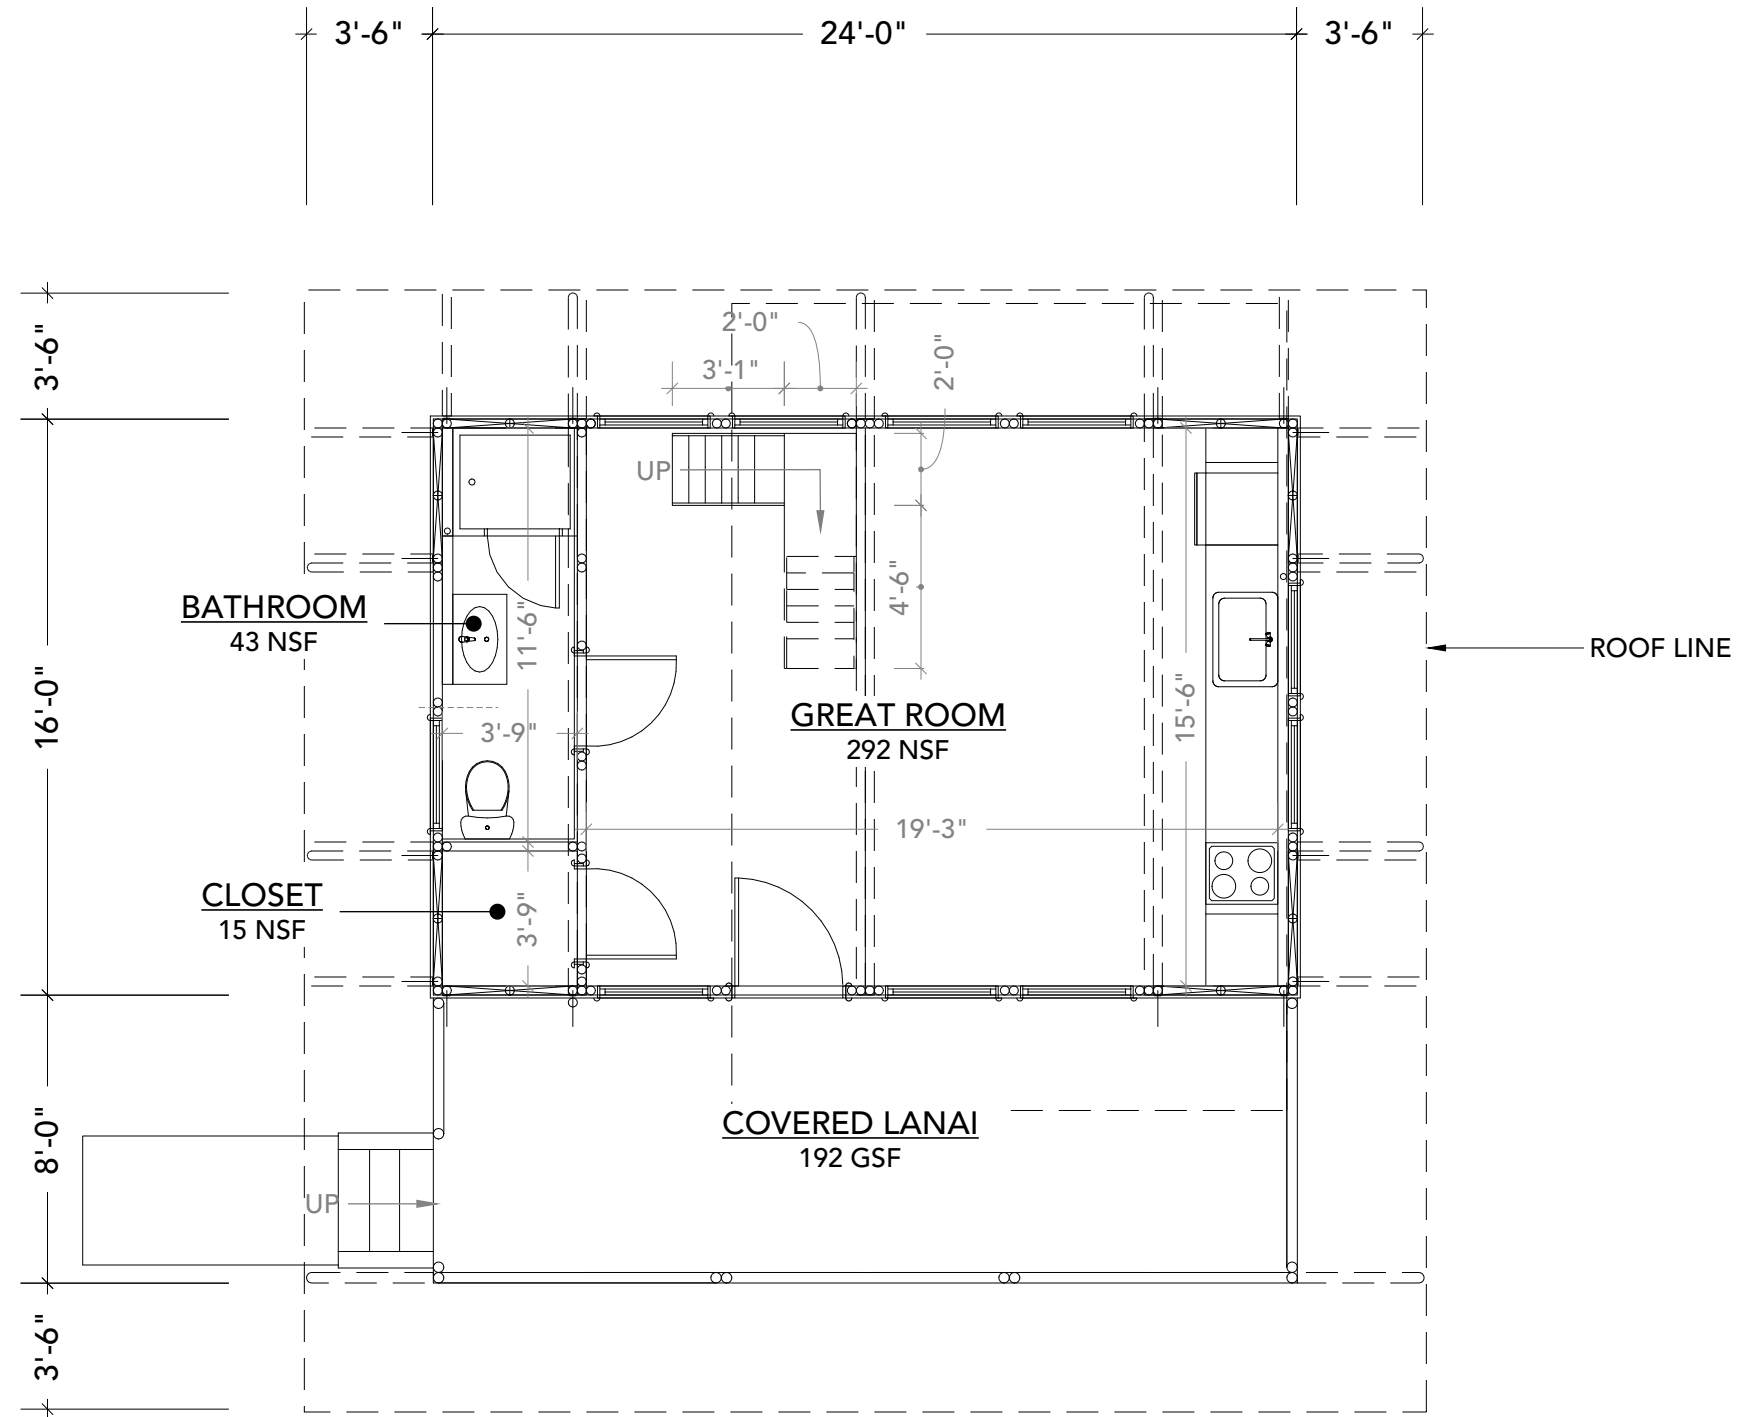 3'-6"
24'-0"
3'-6"
3'-6"
2'-0"
2'-0"
3'-1"
UP
4'-6"
BATHROOM
43 NSF
11'-6"
ROOF LINE
16'-0"
3'-9"
GREAT ROOM
292 NSF
15'-6"
19'-3"
CLOSET
15 NSF
3'-9"
8'-0"
COVERED LANAI
192 GSF
UP
3'-6"